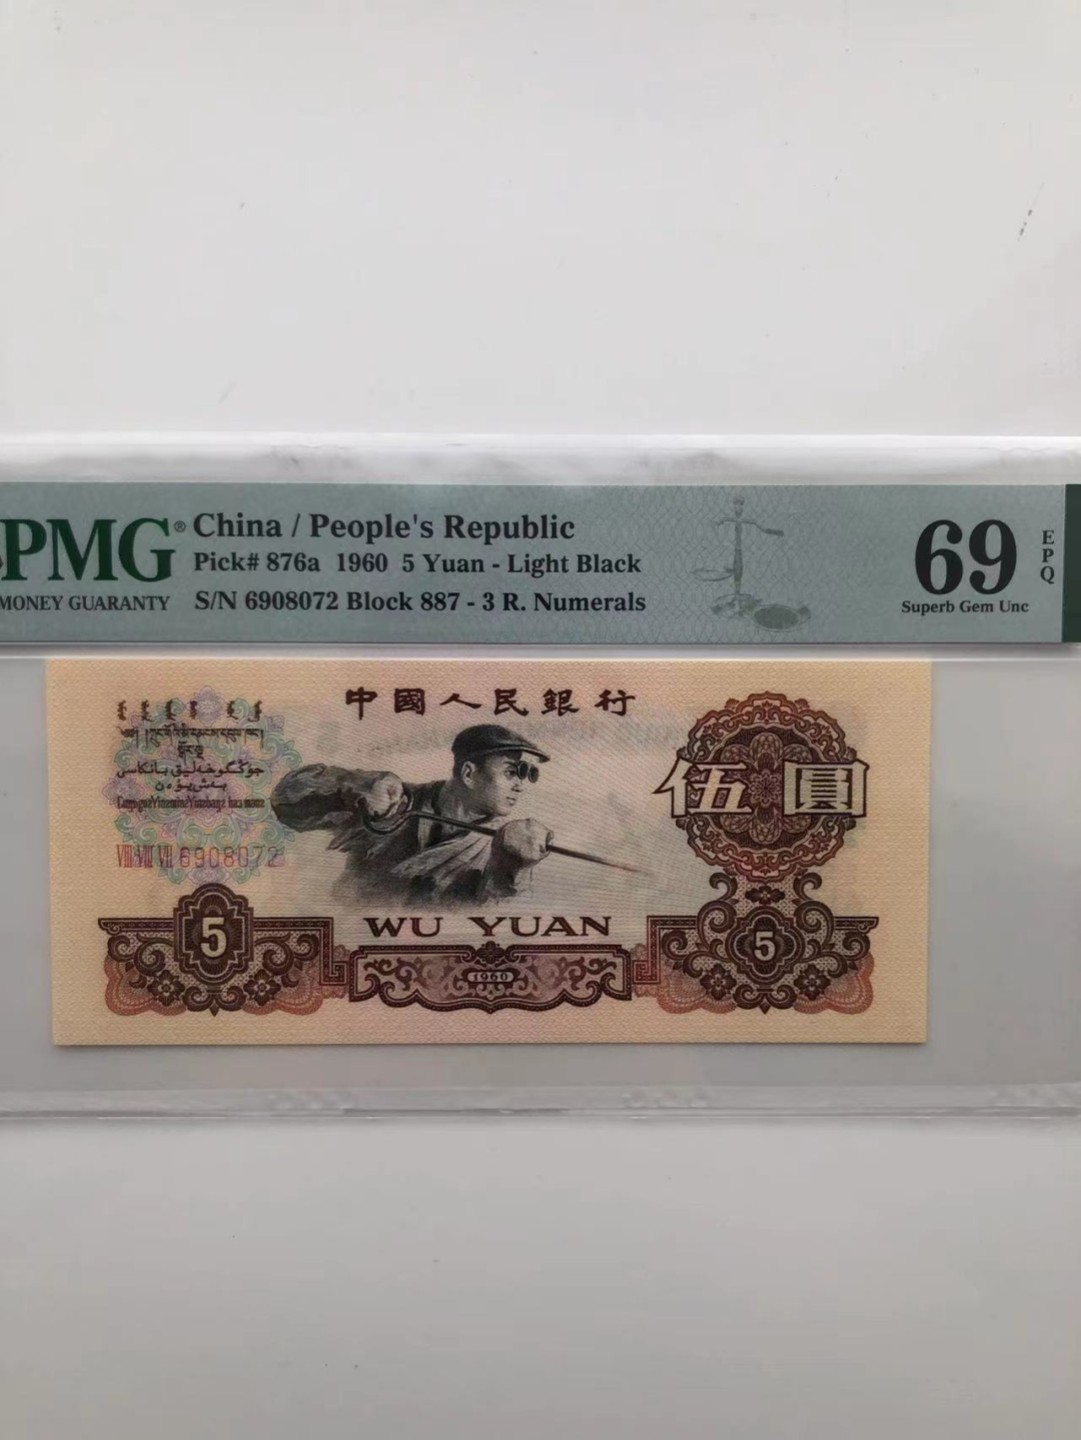 PMG® China / People's Republic
Pick# 876a 1960 5 Yuan - Light Black
MONEY GUARANTY S/N 6908072 Block 887 - 3 R. Numerals
69
EPQ
Superb Gem Unc
中國人民銀行
伍圓
VIII VIII VII 6908072
5
WU YUAN
5
1960